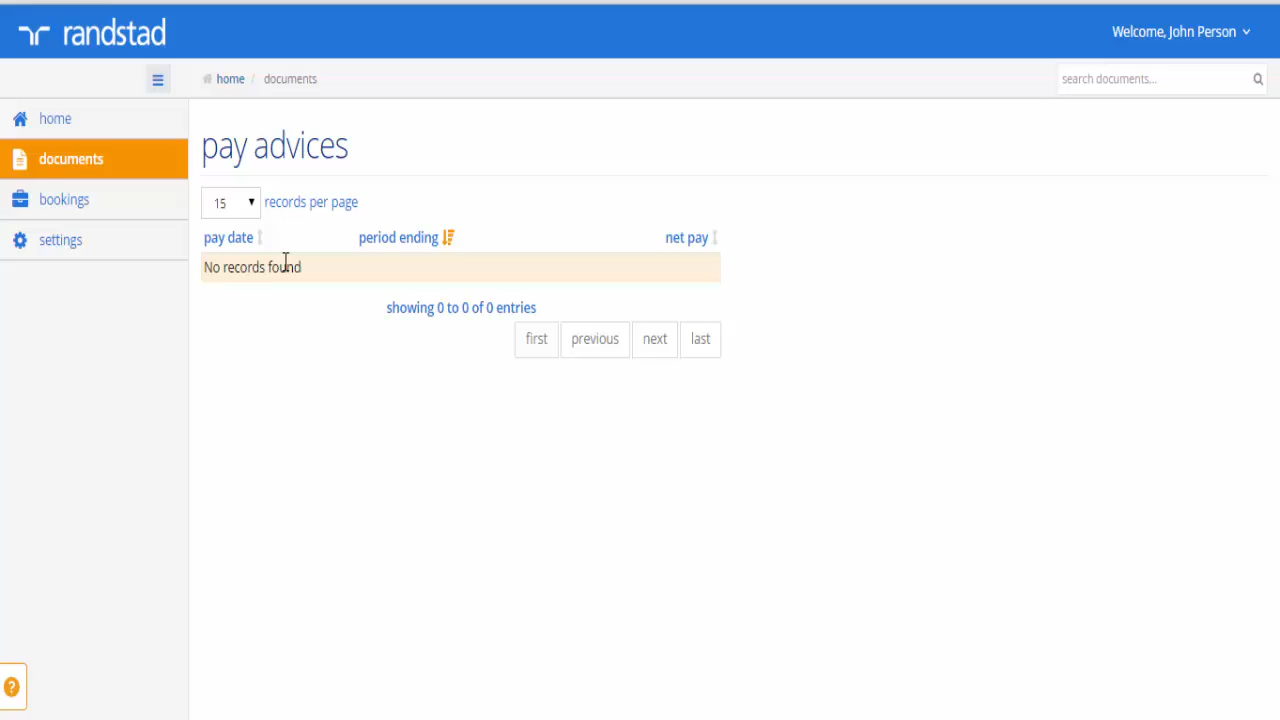 randstad
Welcome, John Person
home / documents
search documents...
home
documents
bookings
settings
pay advices
15 records per page
pay date period ending net pay
No records found
showing 0 to 0 of 0 entries
first previous next last
?